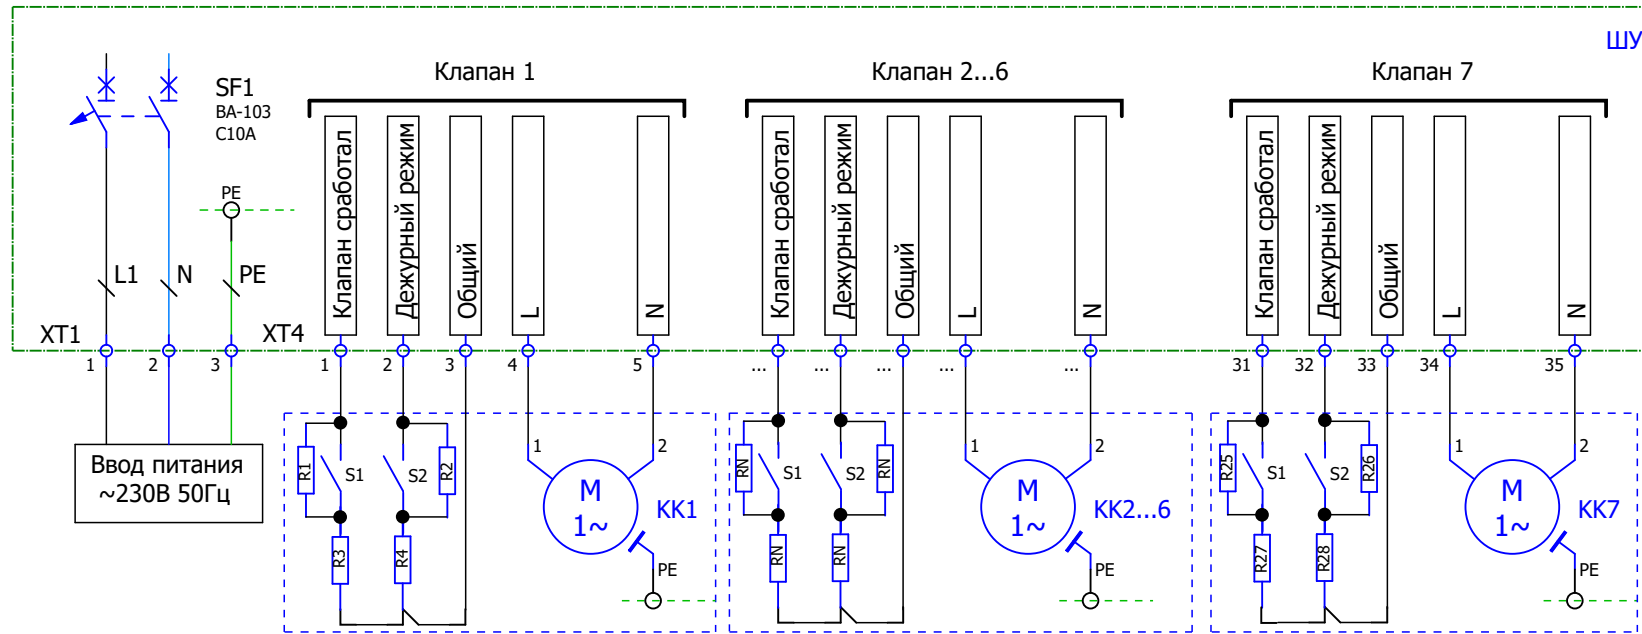 ШУ
Клапан 1
Клапан 2...6
Клапан 7
SF1
ВА-103
C10А
Клапан сработал
Дежурный режим
Общий
L
N
Клапан сработал
Дежурный режим
Общий
L
N
Клапан сработал
Дежурный режим
Общий
L
N
PE
L1
N
PE
XT1
XT4
1
2
3
1
2
3
4
5
...
...
...
...
...
31
32
33
34
35
Ввод питания
~230В 50Гц
R1
S1
S2
R2
R3
R4
1
2
M
1~
KK1
PE
RN
S1
S2
RN
RN
RN
1
2
M
1~
KK2...6
PE
R25
S1
S2
R26
R27
R28
1
2
M
1~
KK7
PE